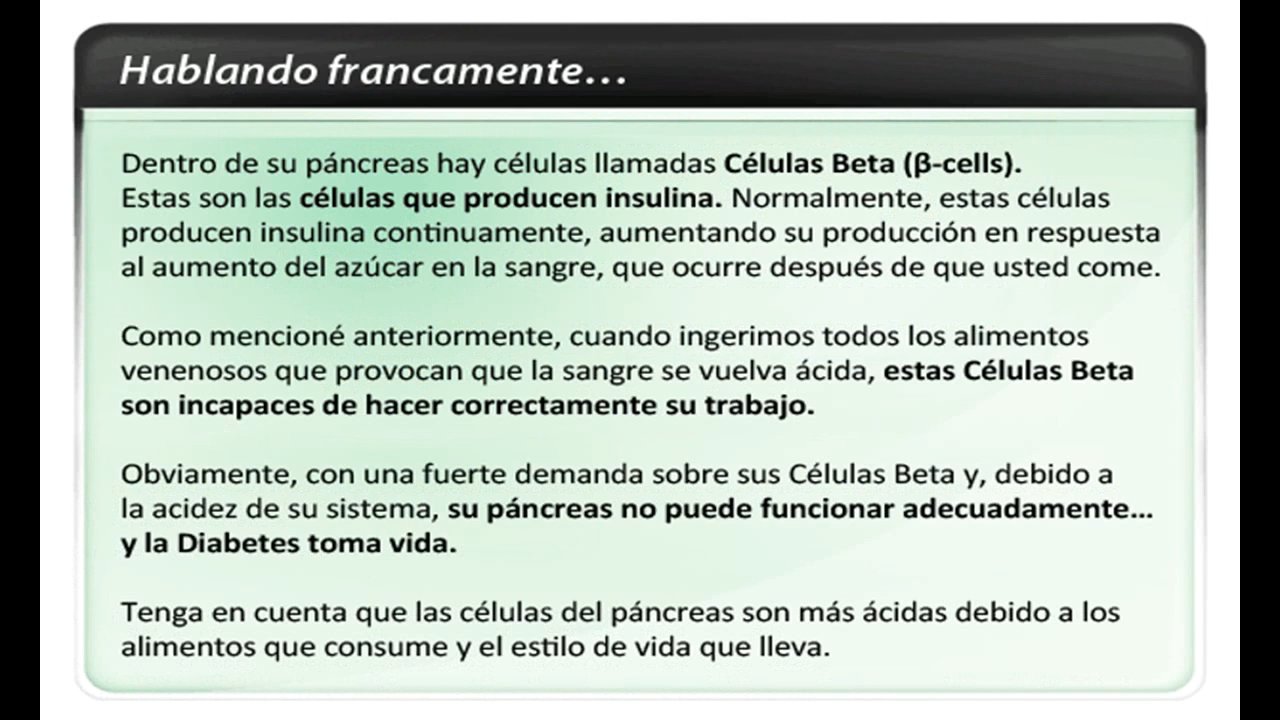 Hablando francamente...
Dentro de su páncreas hay células llamadas Células Beta (β-cells).
Estas son las células que producen insulina. Normalmente, estas células
producen insulina continuamente, aumentando su producción en respuesta
al aumento del azúcar en la sangre, que ocurre después de que usted come.
Como mencioné anteriormente, cuando ingerimos todos los alimentos
venenosos que provocan que la sangre se vuelva ácida, estas Células Beta
son incapaces de hacer correctamente su trabajo.
Obviamente, con una fuerte demanda sobre sus Células Beta y, debido a
la acidez de su sistema, su páncreas no puede funcionar adecuadamente...
y la Diabetes toma vida.
Tenga en cuenta que las células del páncreas son más ácidas debido a los
alimentos que consume y el estilo de vida que lleva.